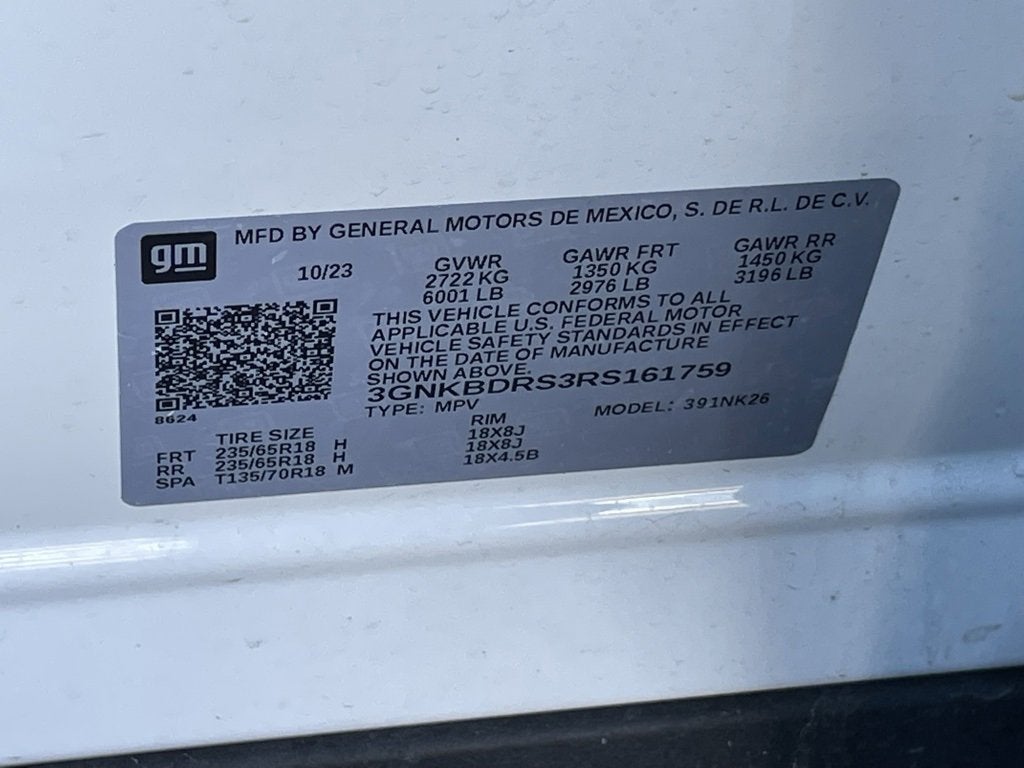 gm
MFD BY GENERAL MOTORS DE MEXICO, S. DE R.L. DE C.V.
10/23 GVWR GAWR FRT GAWR RR
2722 KG 1350 KG 1450 KG
6001 LB 2976 LB 3196 LB
THIS VEHICLE CONFORMS TO ALL
APPLICABLE U.S. FEDERAL MOTOR
VEHICLE SAFETY STANDARDS IN EFFECT
ON THE DATE OF MANUFACTURE
SHOWN ABOVE.
3GNKBDRS3RS161759
8624
TYPE: MPV MODEL: 391NK26
TIRE SIZE RIM
FRT 235/65R18 H 18X8J
RR 235/65R18 H 18X8J
SPA T135/70R18 M 18X4.5B